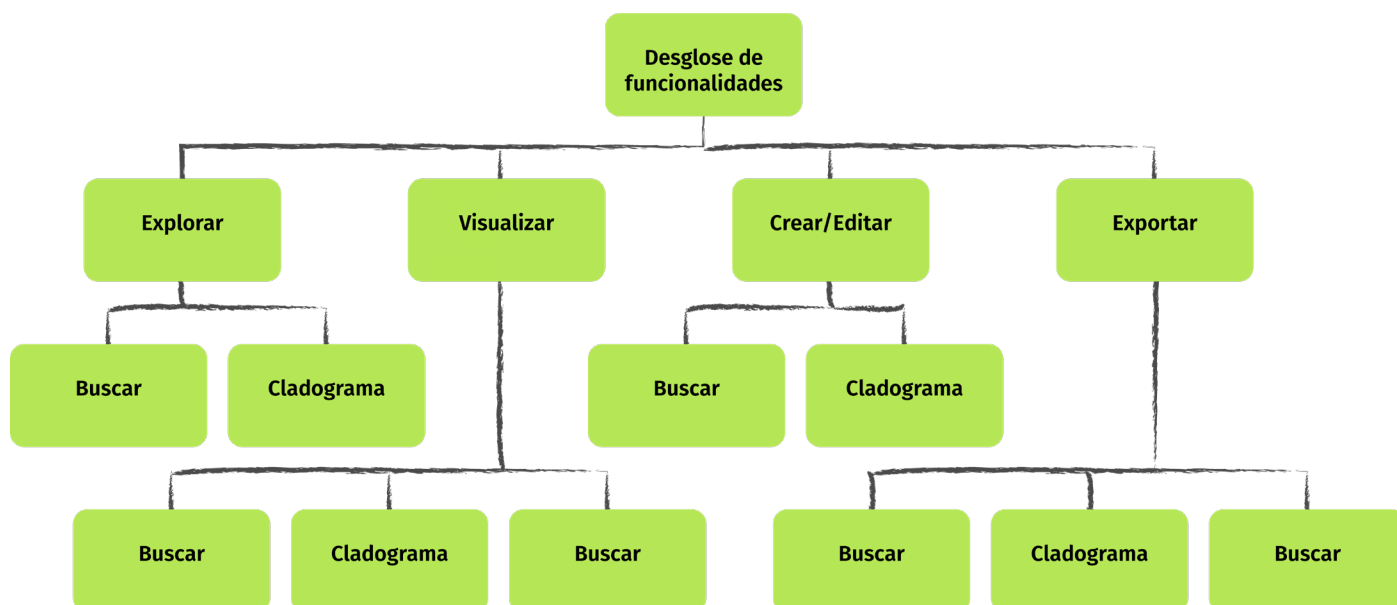 Desglose de
funcionalidades
Explorar
Visualizar
Crear/Editar
Exportar
Buscar
Cladograma
Buscar
Cladograma
Buscar
Cladograma
Buscar
Buscar
Cladograma
Buscar